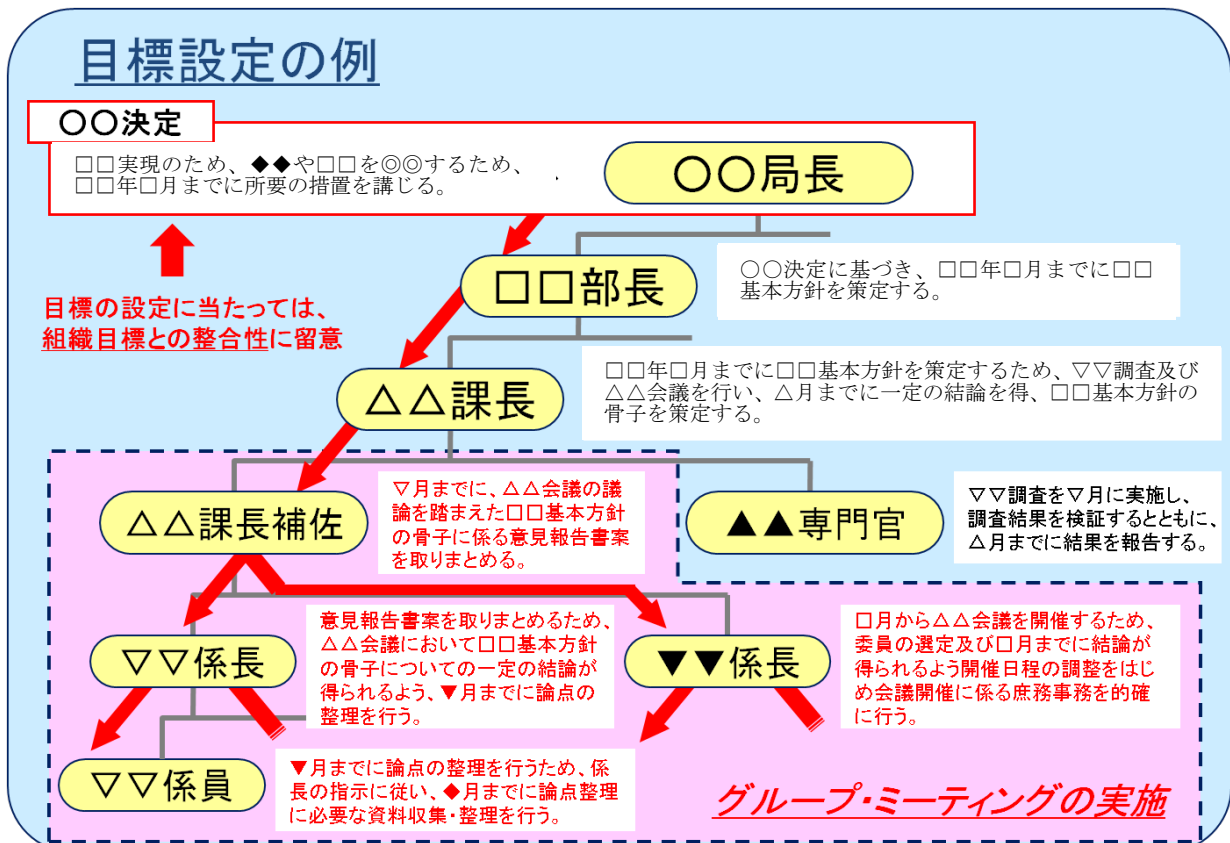 目標設定の例
〇〇決定
□□実現のため、◆◆や□□を◎◎するため、
□□年□月までに所要の措置を講じる。
〇〇局長
□□部長
〇〇決定に基づき、□□年□月までに□□
基本方針を策定する。
目標の設定に当たっては、
組織目標との整合性に留意
△△課長
□□年□月までに□□基本方針を策定するため、▽▽調査及び
△△会議を行い、△月までに一定の結論を得、□□基本方針の
骨子を策定する。
△△課長補佐
▽月までに、△△会議の議
論を踏まえた□□基本方針
の骨子に係る意見報告書案
を取りまとめる。
▲▲専門官
▽▽調査を▽月に実施し、
調査結果を検証するとともに、
△月までに結果を報告する。
▽▽係長
意見報告書案を取りまとめるため、
△△会議において□□基本方針
の骨子についての一定の結論が
得られるよう、▼月までに論点の
整理を行う。
▼▼係長
□月から△△会議を開催するため、
委員の選定及び□月までに結論が
得られるよう開催日程の調整をはじ
め会議開催に係る庶務事務を的確
に行う。
▽▽係員
▼月までに論点の整理を行うため、係
長の指示に従い、◆月までに論点整理
に必要な資料収集・整理を行う。
グループ・ミーティングの実施